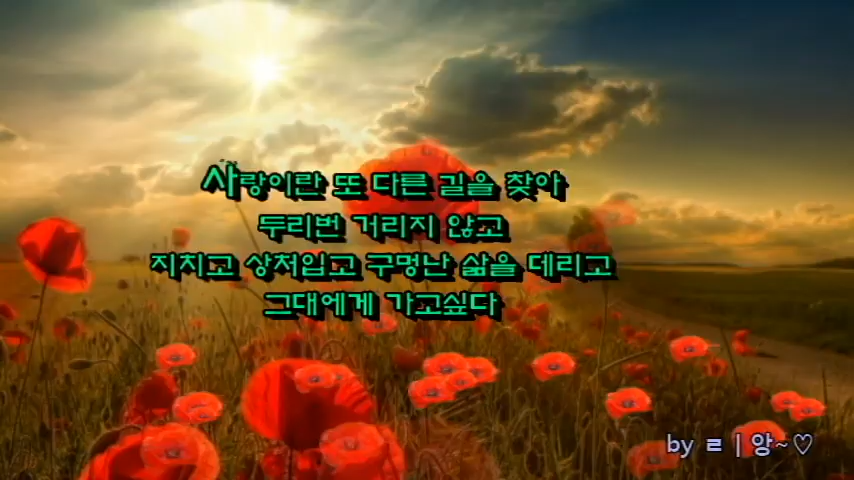 사랑이란 또 다른 길을 찾아
두리번 거리지 않고
지치고 상처입고 구멍난 삶을 데리고
그대에게 가고싶다
by ㄹ ㅣ앙~♡